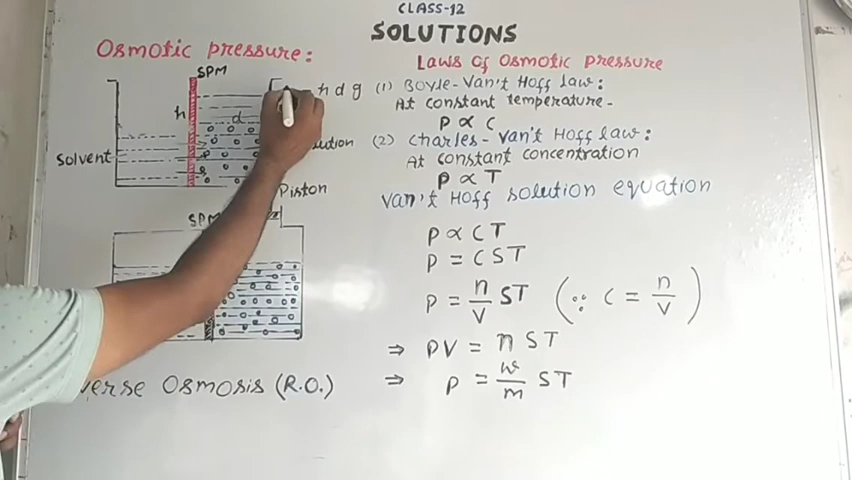 CLASS-12
SOLUTIONS
Osmotic pressure:
SPM
h
d
h d g
Solvent
Piston
SPM
Osmosis (R.O.)
Laws of Osmotic pressure
(1) Boyle-Van't Hoff law:
At constant temperature-
P ∝ C
(2) Charles-Van't Hoff law:
At constant concentration
P ∝ T
Van't Hoff solution equation
P ∝ CT
P = CST
P = n/V ST (∵ C = n/V)
⇒ PV = n ST
⇒ P = w/m ST